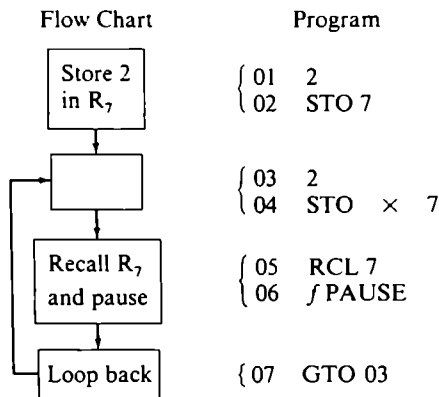 Flow Chart Program
Store 2 { 01 2
in R₇ 02 STO 7
{ 03 2
04 STO × 7
Recall R₇ { 05 RCL 7
and pause 06 f PAUSE
Loop back { 07 GTO 03